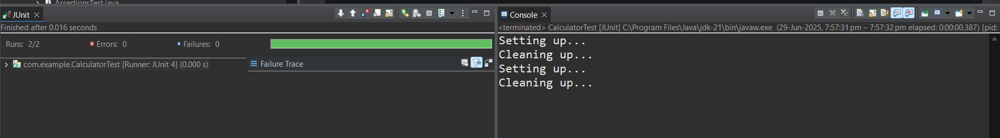 AssertionsTest.java
JUnit
Finished after 0.016 seconds
Runs: 2/2 Errors: 0 Failures: 0
com.example.CalculatorTest [Runner: JUnit 4] (0.000 s)
Failure Trace
Console
<terminated> CalculatorTest [JUnit] C:\Program Files\Java\jdk-21\bin\javaw.exe (29-Jun-2025, 7:57:31 pm – 7:57:32 pm elapsed: 0:00:00.387) [pid:
Setting up...
Cleaning up...
Setting up...
Cleaning up...